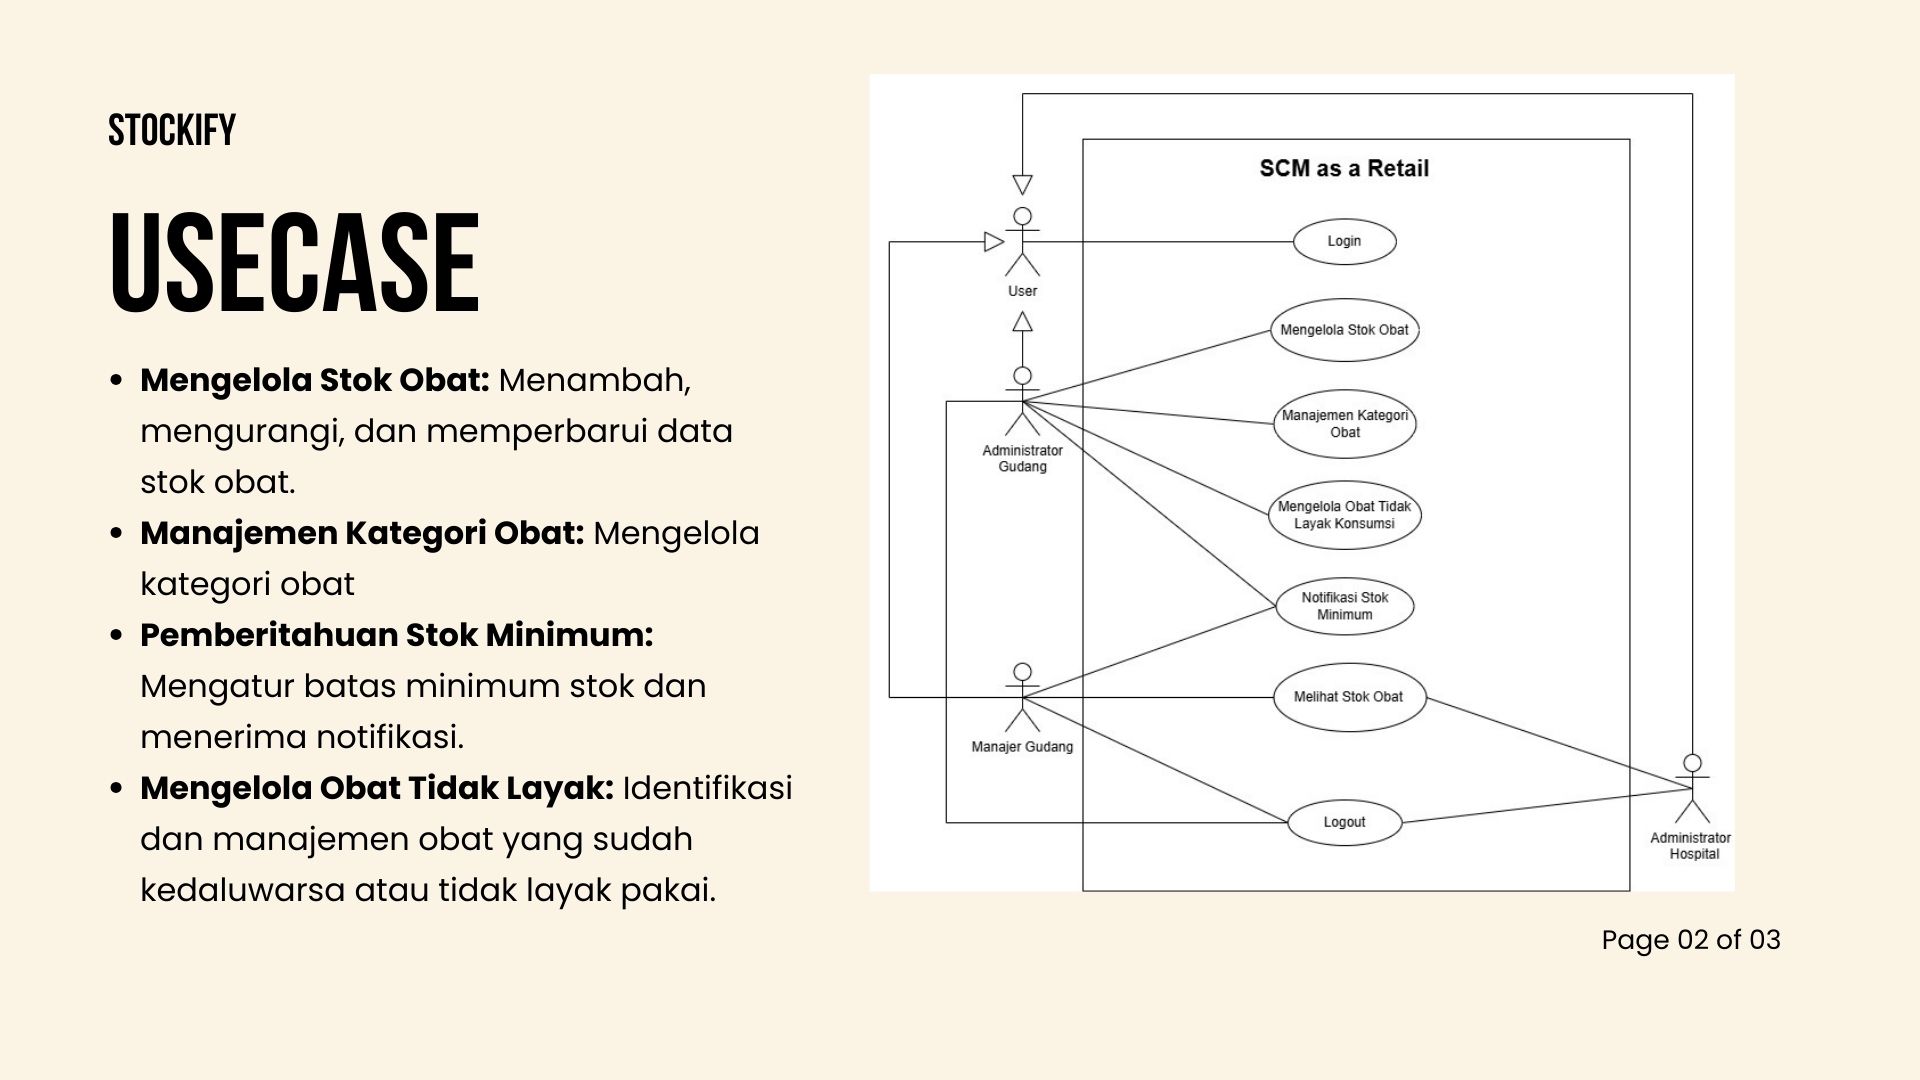 STOCKIFY
USECASE
• Mengelola Stok Obat: Menambah,
mengurangi, dan memperbarui data
stok obat.
• Manajemen Kategori Obat: Mengelola
kategori obat
• Pemberitahuan Stok Minimum:
Mengatur batas minimum stok dan
menerima notifikasi.
• Mengelola Obat Tidak Layak: Identifikasi
dan manajemen obat yang sudah
kedaluwarsa atau tidak layak pakai.
SCM as a Retail
User
Login
Mengelola Stok Obat
Administrator
Gudang
Manajemen Kategori
Obat
Mengelola Obat Tidak
Layak Konsumsi
Notifikasi Stok
Minimum
Manajer Gudang
Melihat Stok Obat
Logout
Administrator
Hospital
Page 02 of 03